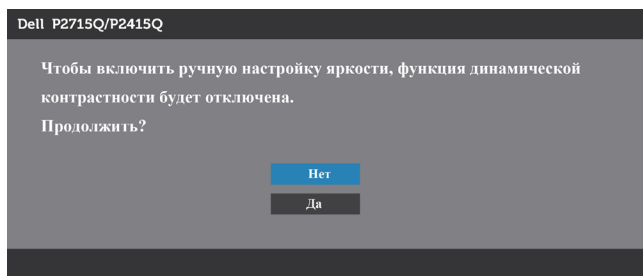 Dell P2715Q/P2415Q
Чтобы включить ручную настройку яркости, функция динамической
контрастности будет отключена.
Продолжить?
Нет
Да